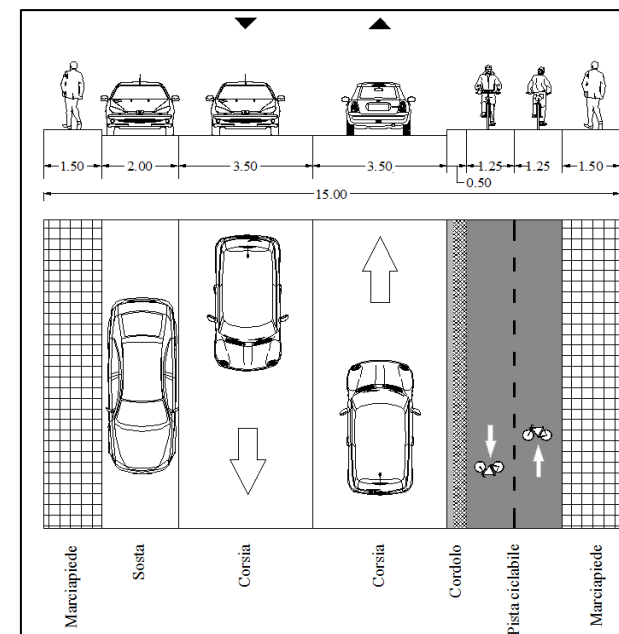 1.50 2.00 3.50 3.50 1.25 1.25 1.50
0.50
15.00
Marciapiede
Sosta
Corsia
Corsia
Cordolo
Pista ciclabile
Marciapiede